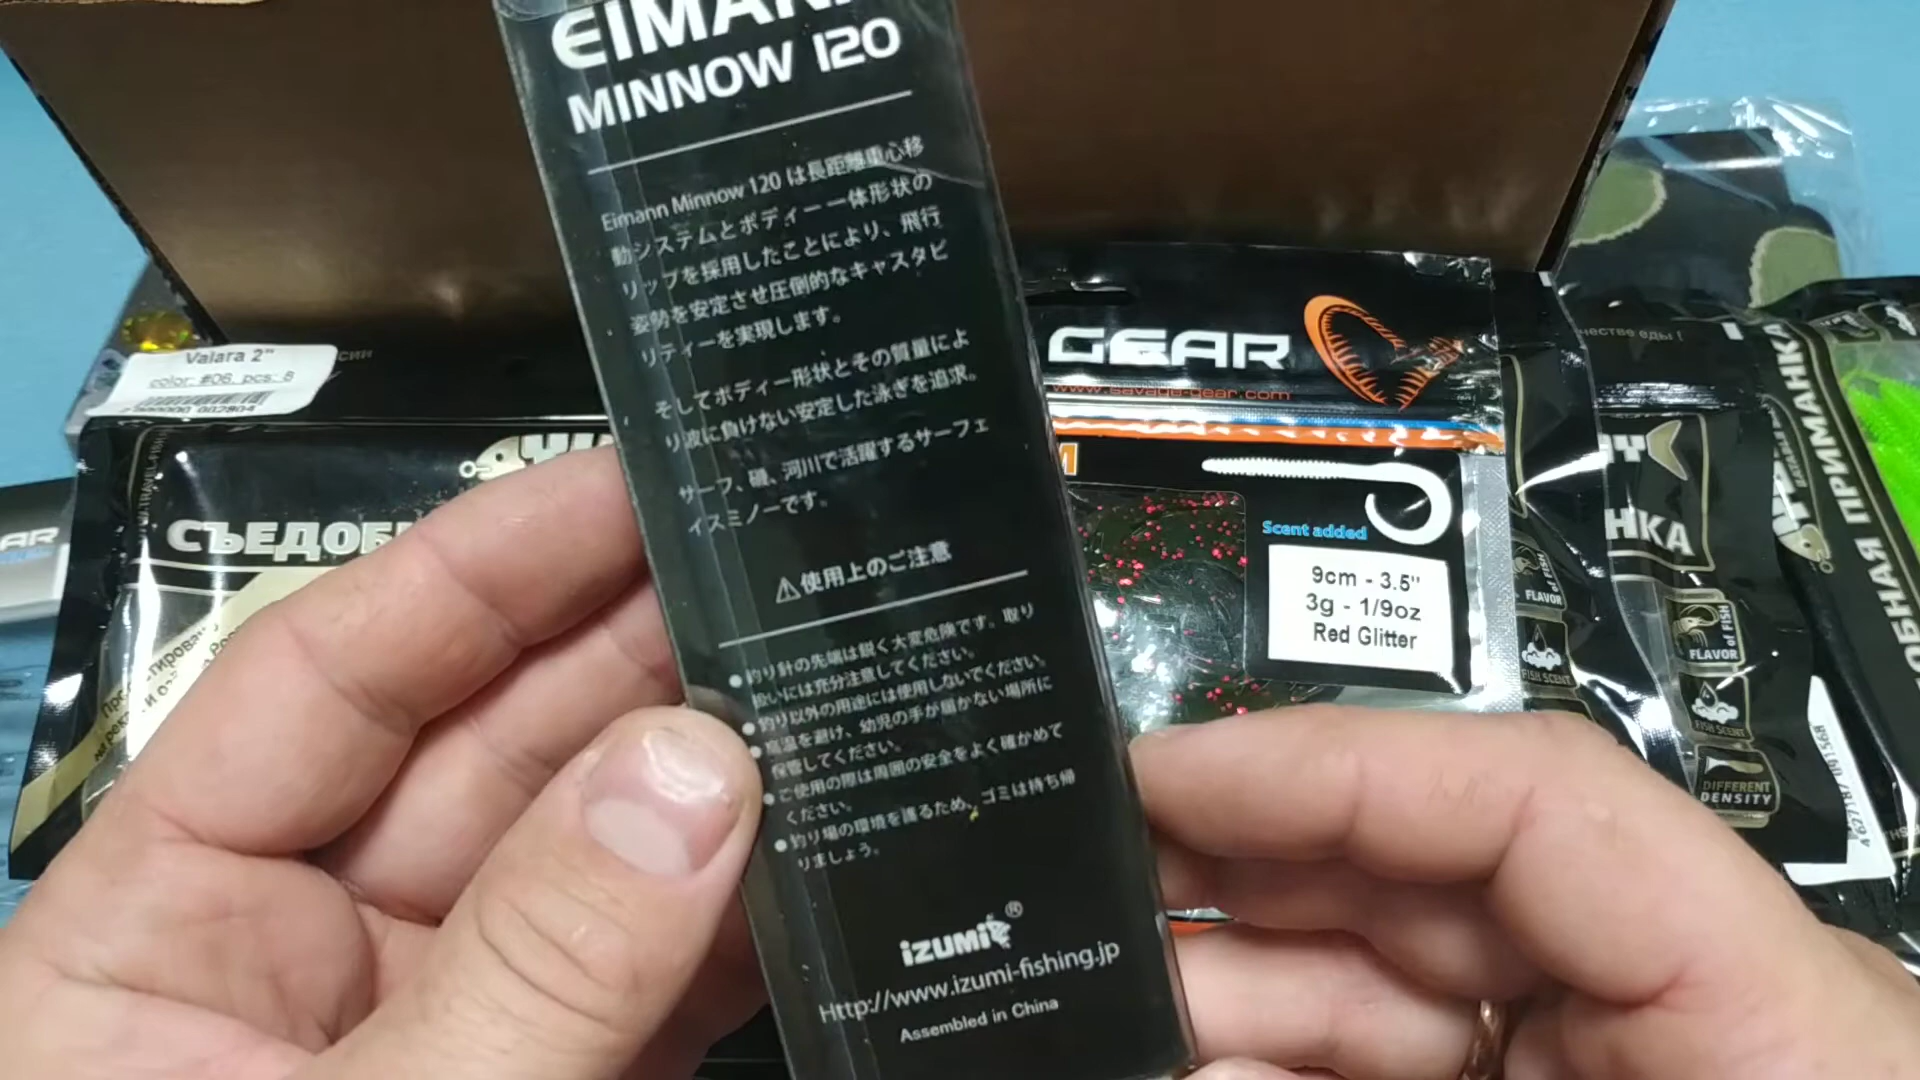 EIMANN
MINNOW 120
Eimann Minnow 120 は長距離重心移
動システムとボディー一体形状の
リップを採用したことにより、飛行
姿勢を安定させ圧倒的なキャスタビ
リティーを実現します。
そしてボディー形状とその質量によ
り波に負けない安定した泳ぎを追求。
サーフ、磯、河川で活躍するサーフェ
イスミノーです。
⚠使用上のご注意
●釣り針の先端は鋭く大変危険です。取り
扱いには充分注意してください。
●釣り以外の用途には使用しないでください。
●高温を避け、幼児の手が届かない場所に
保管してください。
●ご使用の際は周囲の安全をよく確かめて
ください。
●釣り場の環境を護るため、ゴミは持ち帰
りましょう。
izumi®
Http://www.izumi-fishing.jp
Assembled in China
Valara 2"
color: #06, pcs: 8
СЪЕДОБ
GEAR
www.savage-gear.com
Scent added
9cm - 3.5"
3g - 1/9oz
Red Glitter
честве еды!
НКА
FLAVOR
FISH SCENT
of FISH
FLAVOR
FISH SCENT
DIFFERENT
DENSITY
ПРИМАНКА
ОБНАЯ ПРИМАНКА